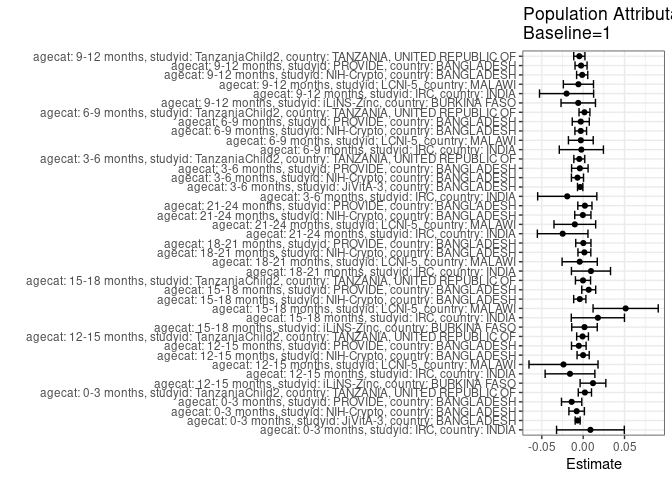 Population Attributa
Baseline=1
agecat: 9-12 months, studyid: TanzaniaChild2, country: TANZANIA, UNITED REPUBLIC OF
agecat: 9-12 months, studyid: PROVIDE, country: BANGLADESH
agecat: 9-12 months, studyid: NIH-Crypto, country: BANGLADESH
agecat: 9-12 months, studyid: LCNI-5, country: MALAWI
agecat: 9-12 months, studyid: IRC, country: INDIA
agecat: 9-12 months, studyid: iLiNS-Zinc, country: BURKINA FASO
agecat: 6-9 months, studyid: TanzaniaChild2, country: TANZANIA, UNITED REPUBLIC OF
agecat: 6-9 months, studyid: PROVIDE, country: BANGLADESH
agecat: 6-9 months, studyid: NIH-Crypto, country: BANGLADESH
agecat: 6-9 months, studyid: LCNI-5, country: MALAWI
agecat: 6-9 months, studyid: IRC, country: INDIA
agecat: 3-6 months, studyid: TanzaniaChild2, country: TANZANIA, UNITED REPUBLIC OF
agecat: 3-6 months, studyid: PROVIDE, country: BANGLADESH
agecat: 3-6 months, studyid: NIH-Crypto, country: BANGLADESH
agecat: 3-6 months, studyid: JiVitA-3, country: BANGLADESH
agecat: 3-6 months, studyid: IRC, country: INDIA
agecat: 21-24 months, studyid: PROVIDE, country: BANGLADESH
agecat: 21-24 months, studyid: NIH-Crypto, country: BANGLADESH
agecat: 21-24 months, studyid: LCNI-5, country: MALAWI
agecat: 21-24 months, studyid: IRC, country: INDIA
agecat: 18-21 months, studyid: PROVIDE, country: BANGLADESH
agecat: 18-21 months, studyid: NIH-Crypto, country: BANGLADESH
agecat: 18-21 months, studyid: LCNI-5, country: MALAWI
agecat: 18-21 months, studyid: IRC, country: INDIA
agecat: 15-18 months, studyid: TanzaniaChild2, country: TANZANIA, UNITED REPUBLIC OF
agecat: 15-18 months, studyid: PROVIDE, country: BANGLADESH
agecat: 15-18 months, studyid: NIH-Crypto, country: BANGLADESH
agecat: 15-18 months, studyid: LCNI-5, country: MALAWI
agecat: 15-18 months, studyid: IRC, country: INDIA
agecat: 15-18 months, studyid: iLiNS-Zinc, country: BURKINA FASO
agecat: 12-15 months, studyid: TanzaniaChild2, country: TANZANIA, UNITED REPUBLIC OF
agecat: 12-15 months, studyid: PROVIDE, country: BANGLADESH
agecat: 12-15 months, studyid: NIH-Crypto, country: BANGLADESH
agecat: 12-15 months, studyid: LCNI-5, country: MALAWI
agecat: 12-15 months, studyid: IRC, country: INDIA
agecat: 12-15 months, studyid: iLiNS-Zinc, country: BURKINA FASO
agecat: 0-3 months, studyid: TanzaniaChild2, country: TANZANIA, UNITED REPUBLIC OF
agecat: 0-3 months, studyid: PROVIDE, country: BANGLADESH
agecat: 0-3 months, studyid: NIH-Crypto, country: BANGLADESH
agecat: 0-3 months, studyid: JiVitA-3, country: BANGLADESH
agecat: 0-3 months, studyid: IRC, country: INDIA
-0.05 0.00 0.05
Estimate